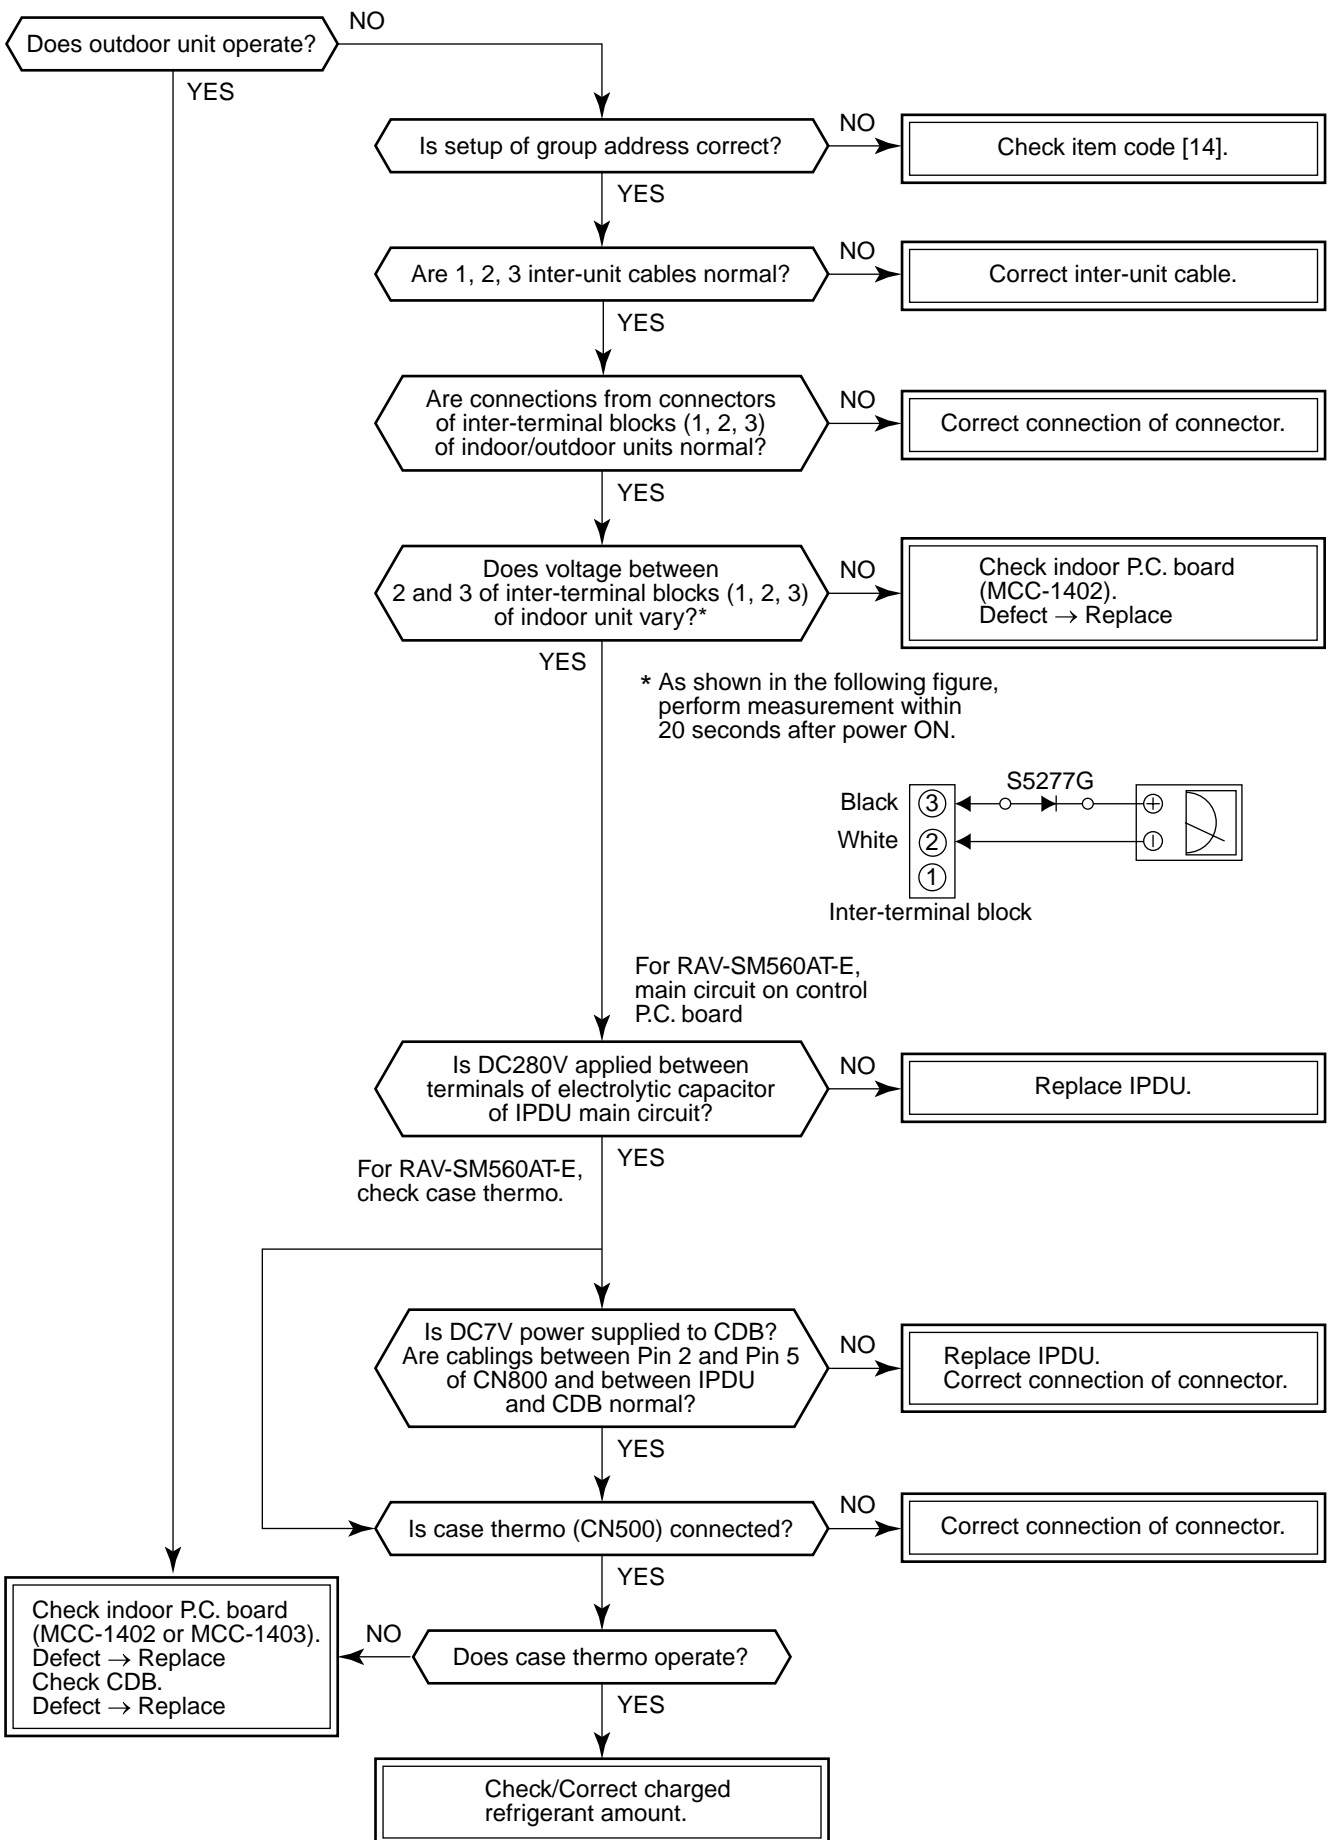 Does outdoor unit operate?
NO
YES
Is setup of group address correct?
NO
Check item code [14].
YES
Are 1, 2, 3 inter-unit cables normal?
NO
Correct inter-unit cable.
YES
Are connections from connectors
of inter-terminal blocks (1, 2, 3)
of indoor/outdoor units normal?
NO
Correct connection of connector.
YES
Does voltage between
2 and 3 of inter-terminal blocks (1, 2, 3)
of indoor unit vary?*
NO
Check indoor P.C. board
(MCC-1402).
Defect → Replace
YES
* As shown in the following figure,
perform measurement within
20 seconds after power ON.
S5277G
Black ③ +
White ② −
①
Inter-terminal block
For RAV-SM560AT-E,
main circuit on control
P.C. board
Is DC280V applied between
terminals of electrolytic capacitor
of IPDU main circuit?
NO
Replace IPDU.
YES
For RAV-SM560AT-E,
check case thermo.
Is DC7V power supplied to CDB?
Are cablings between Pin 2 and Pin 5
of CN800 and between IPDU
and CDB normal?
NO
Replace IPDU.
Correct connection of connector.
YES
Is case thermo (CN500) connected?
NO
Correct connection of connector.
YES
Does case thermo operate?
NO
Check indoor P.C. board
(MCC-1402 or MCC-1403).
Defect → Replace
Check CDB.
Defect → Replace
YES
Check/Correct charged
refrigerant amount.